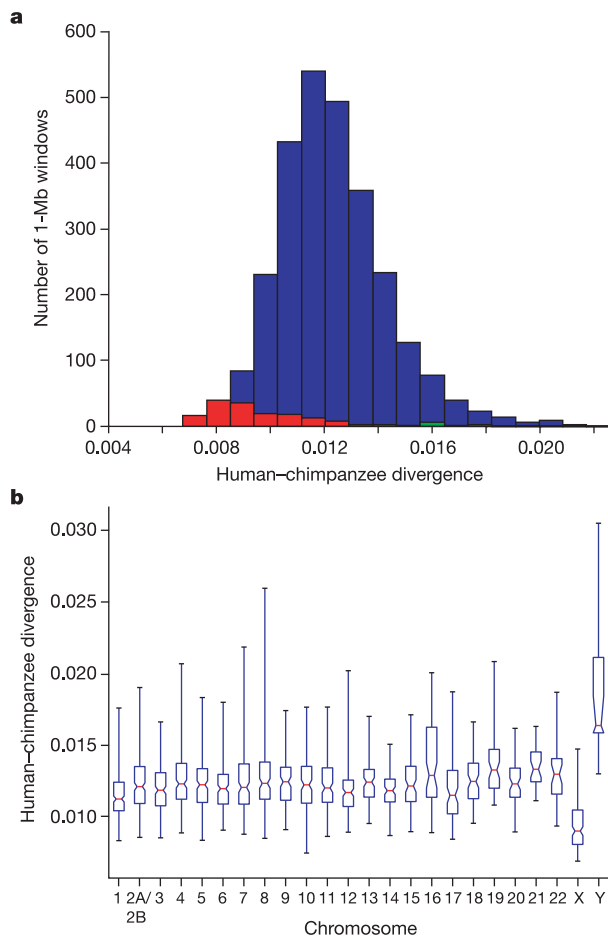 a
600
500
400
300
200
100
0
Number of 1-Mb windows
0.004 0.008 0.012 0.016 0.020
Human–chimpanzee divergence
b
0.030
0.025
0.020
0.015
0.010
Human–chimpanzee divergence
1 2A/ 3 4 5 6 7 8 9 10 11 12 13 14 15 16 17 18 19 20 21 22 X Y
2B
Chromosome